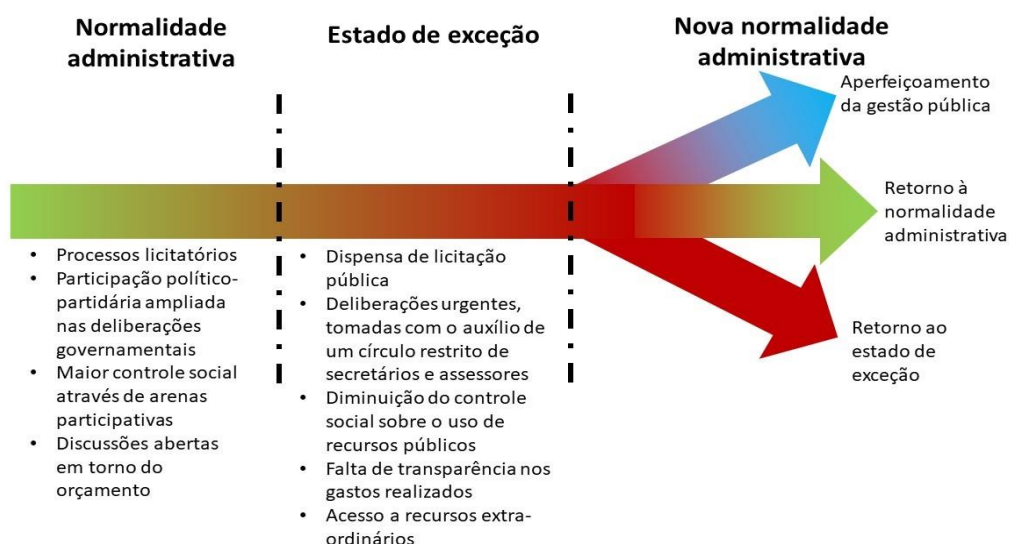 Normalidade
administrativa
Estado de exceção
Nova normalidade
administrativa
Aperfeiçoamento
da gestão pública
Retorno à
normalidade
administrativa
Retorno ao
estado de
exceção
• Processos licitatórios
• Participação político-
partidária ampliada
nas deliberações
governamentais
• Maior controle social
através de arenas
participativas
• Discussões abertas
em torno do
orçamento
• Dispensa de licitação
pública
• Deliberações urgentes,
tomadas com o auxílio de
um círculo restrito de
secretários e assessores
• Diminuição do controle
social sobre o uso de
recursos públicos
• Falta de transparência nos
gastos realizados
• Acesso a recursos extra-
ordinários